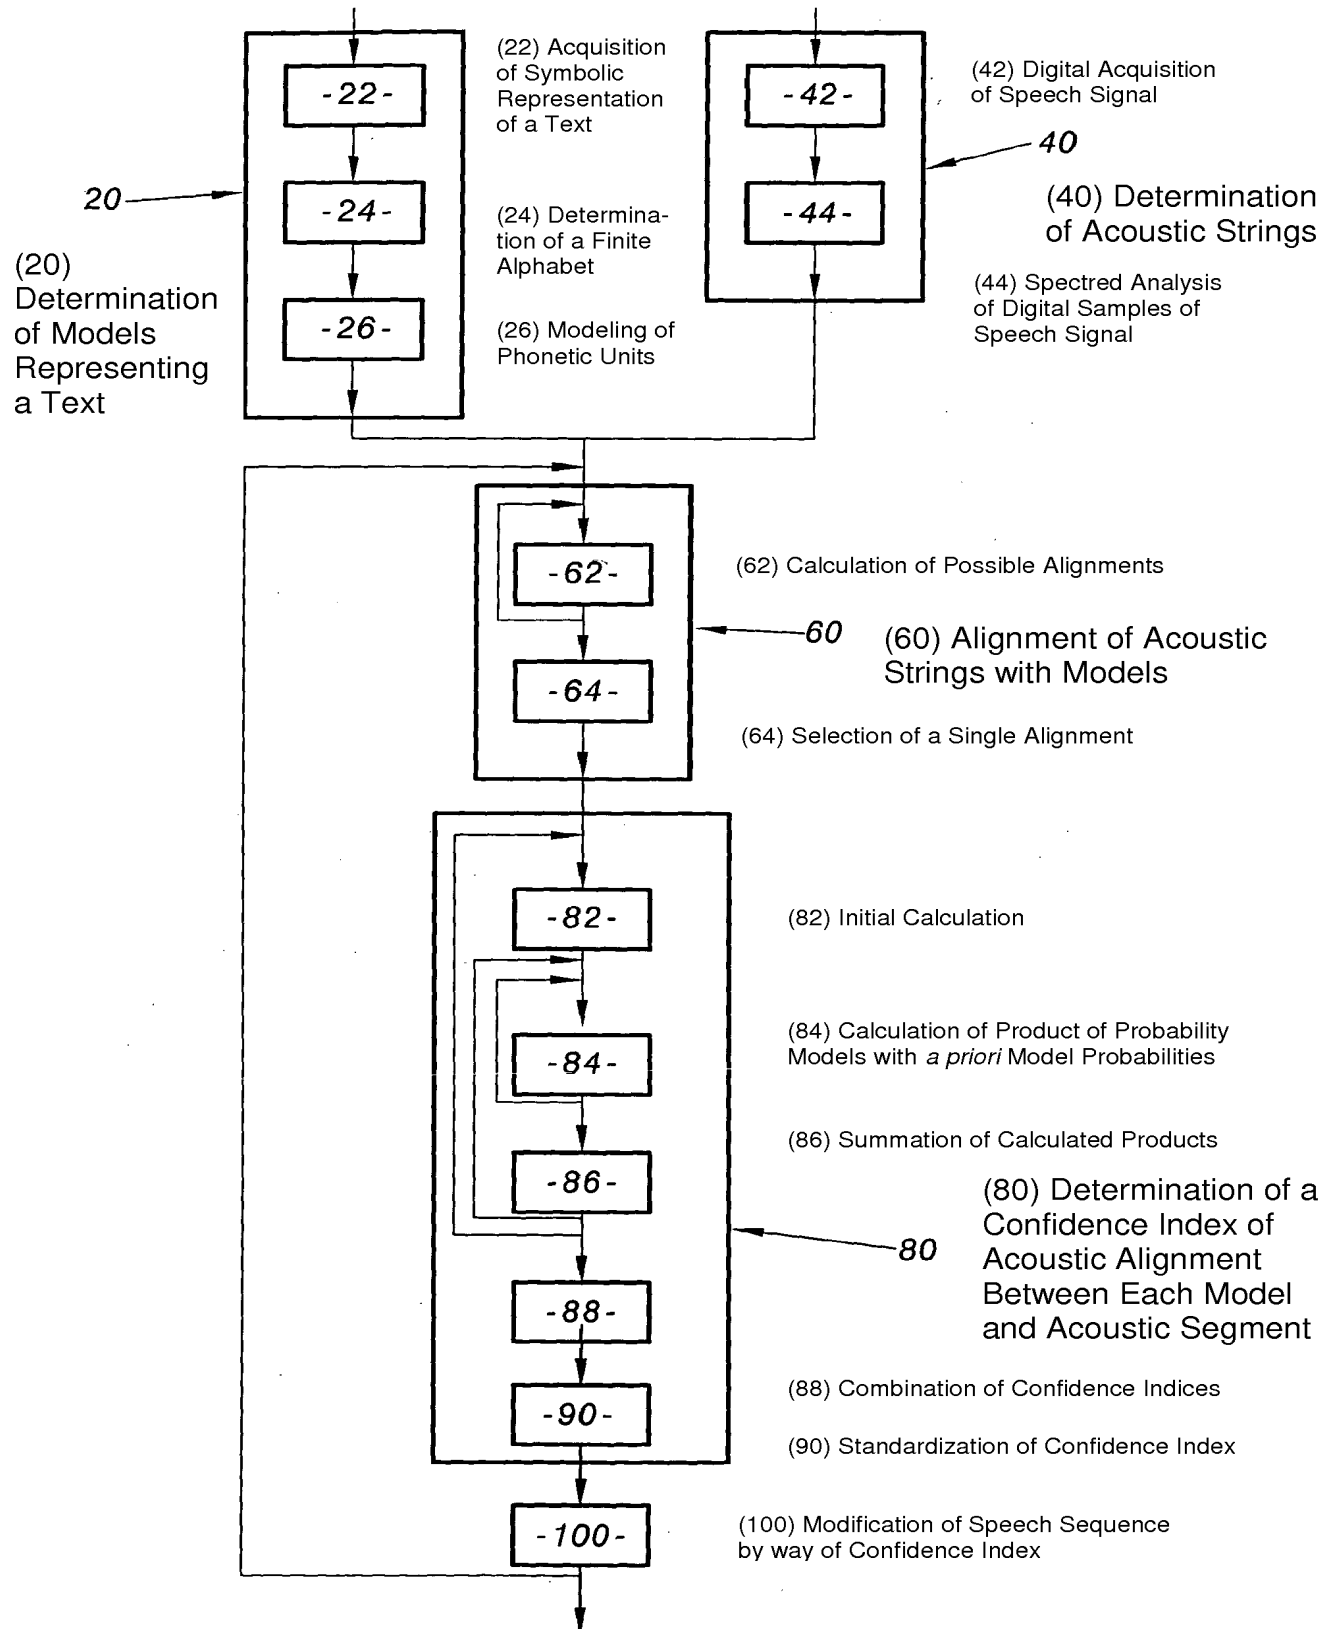 -22-
(22) Acquisition
of Symbolic
Representation
of a Text
-42-
(42) Digital Acquisition
of Speech Signal
40
20
-24-
(24) Determina-
tion of a Finite
Alphabet
-44-
(40) Determination
of Acoustic Strings
(20)
Determination
of Models
Representing
a Text
-26-
(26) Modeling of
Phonetic Units
(44) Spectred Analysis
of Digital Samples of
Speech Signal
-62-
(62) Calculation of Possible Alignments
60
(60) Alignment of Acoustic
Strings with Models
-64-
(64) Selection of a Single Alignment
-82-
(82) Initial Calculation
-84-
(84) Calculation of Product of Probability
Models with a priori Model Probabilities
(86) Summation of Calculated Products
-86-
80
(80) Determination of a
Confidence Index of
Acoustic Alignment
Between Each Model
and Acoustic Segment
-88-
(88) Combination of Confidence Indices
-90-
(90) Standardization of Confidence Index
-100-
(100) Modification of Speech Sequence
by way of Confidence Index